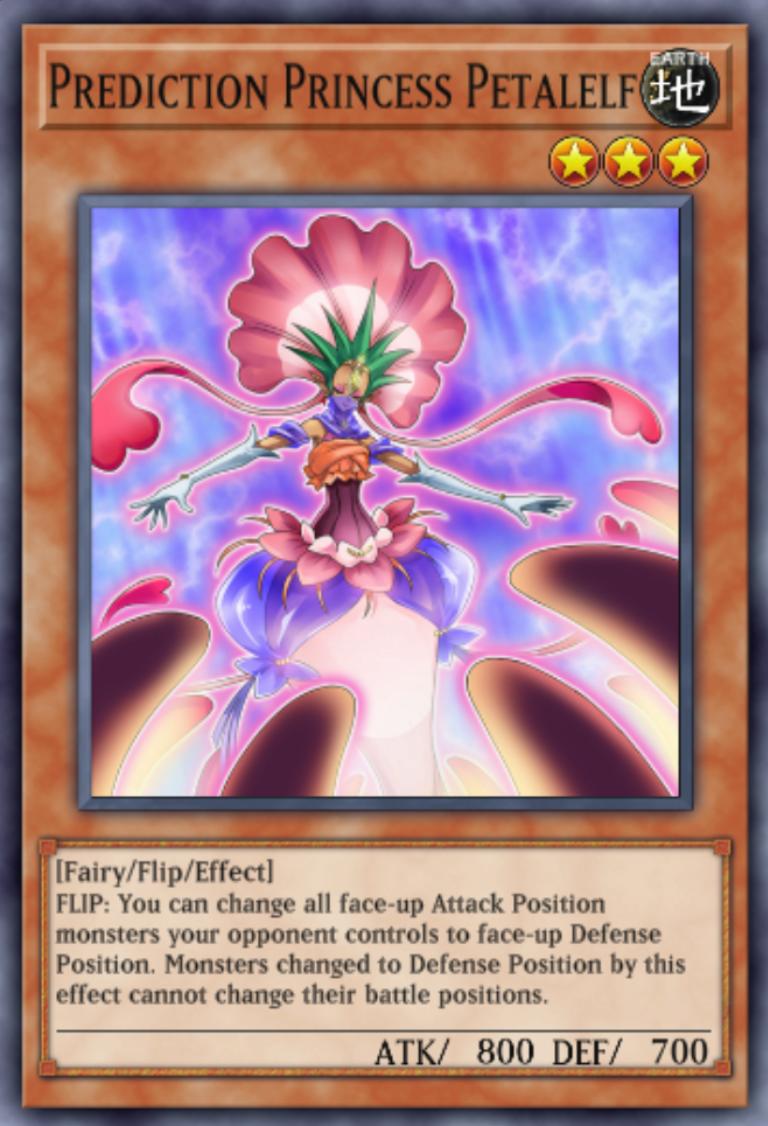 PREDICTION PRINCESS PETALELF
EARTH
地
[Fairy/Flip/Effect]
FLIP: You can change all face-up Attack Position
monsters your opponent controls to face-up Defense
Position. Monsters changed to Defense Position by this
effect cannot change their battle positions.
ATK/ 800 DEF/ 700